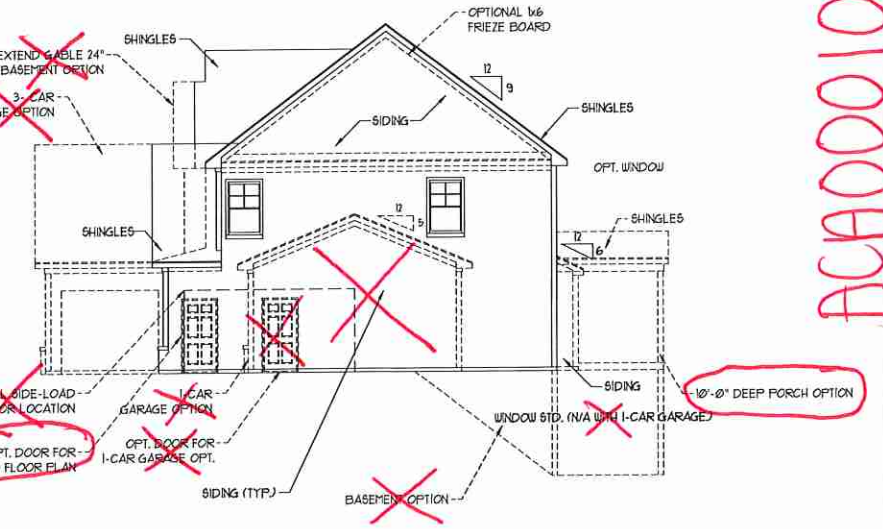 OPTIONAL 1x6
FRIEZE BOARD
SHINGLES
EXTEND GABLE 24"
BASEMENT OPTION
3-CAR
GE OPTION
12
9
SHINGLES
SIDING
OPT. WINDOW
12
5
SHINGLES
SHINGLES
12
6
L SIDE-LOAD
OR LOCATION
1-CAR
GARAGE OPTION
SIDING
10'-0" DEEP PORCH OPTION
WINDOW STD. (N/A WITH 1-CAR GARAGE)
PT. DOOR FOR
FLOOR PLAN
OPT. DOOR FOR
1-CAR GARAGE OPT.
SIDING (TYP.)
BASEMENT OPTION